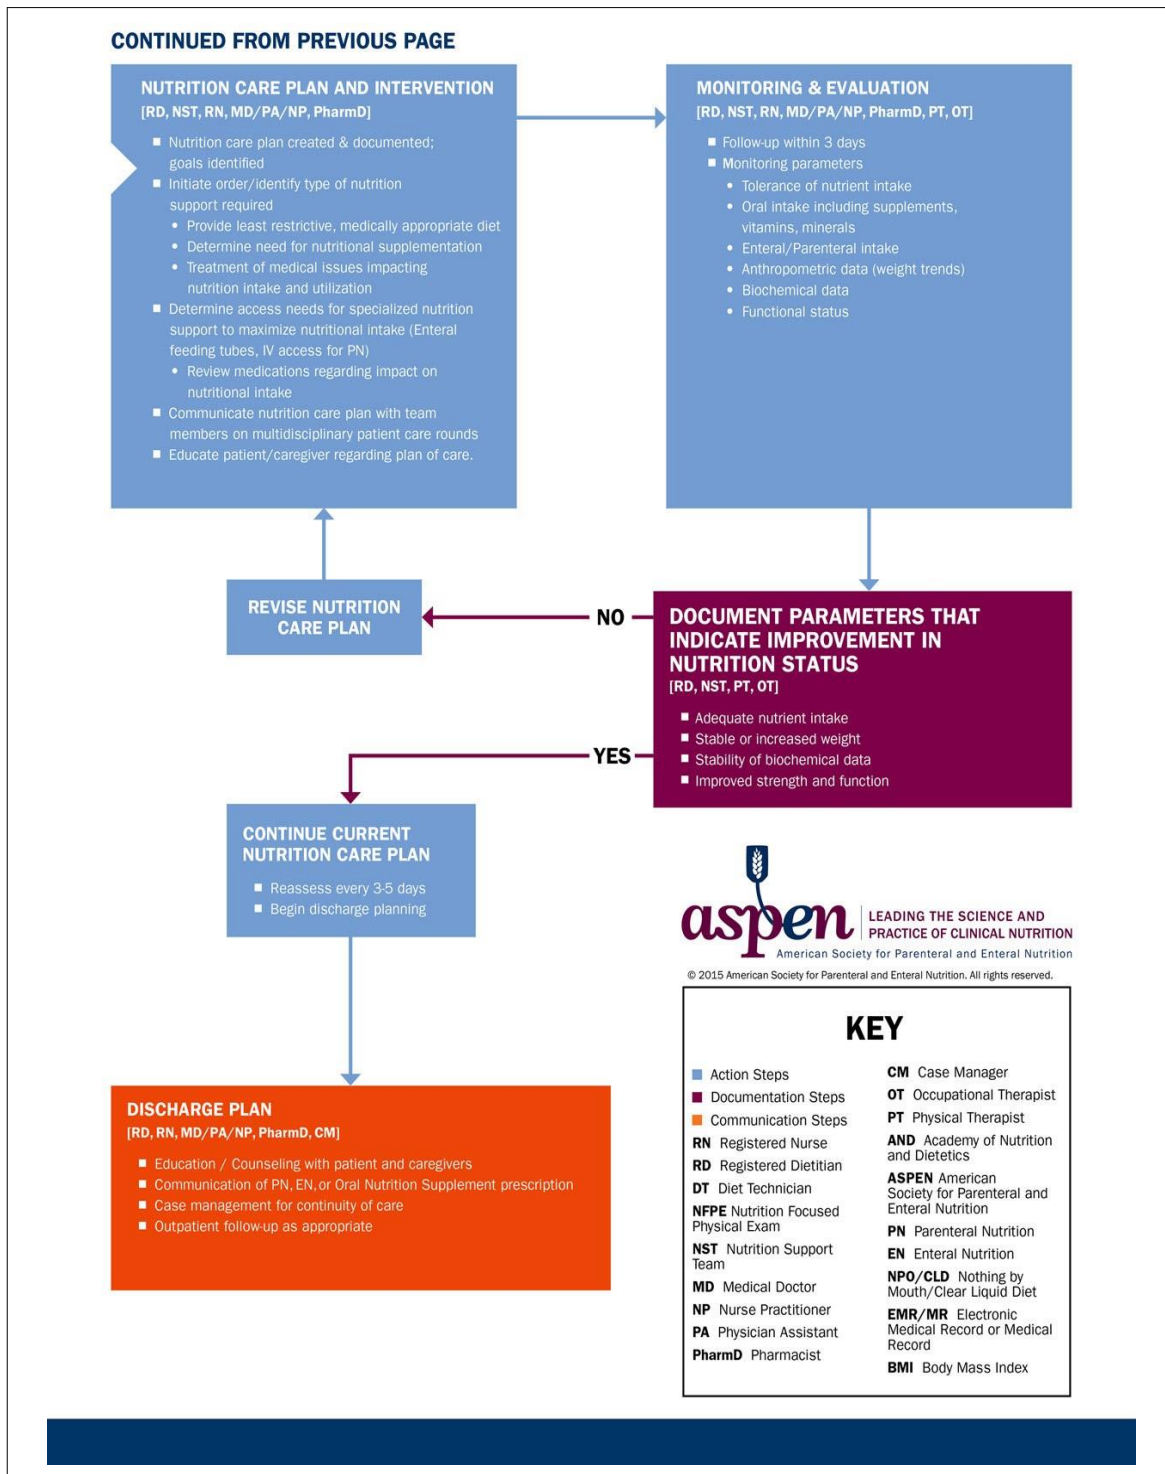 CONTINUED FROM PREVIOUS PAGE
NUTRITION CARE PLAN AND INTERVENTION
[RD, NST, RN, MD/PA/NP, PharmD]
Nutrition care plan created & documented;
goals identified
Initiate order/identify type of nutrition
support required
Provide least restrictive, medically appropriate diet
Determine need for nutritional supplementation
Treatment of medical issues impacting
nutrition intake and utilization
Determine access needs for specialized nutrition
support to maximize nutritional intake (Enteral
feeding tubes, IV access for PN)
Review medications regarding impact on
nutritional intake
Communicate nutrition care plan with team
members on multidisciplinary patient care rounds
Educate patient/caregiver regarding plan of care.
MONITORING & EVALUATION
[RD, NST, RN, MD/PA/NP, PharmD, PT, OT]
Follow-up within 3 days
Monitoring parameters
Tolerance of nutrient intake
Oral intake including supplements,
vitamins, minerals
Enteral/Parenteral intake
Anthropometric data (weight trends)
Biochemical data
Functional status
REVISE NUTRITION
CARE PLAN
NO
DOCUMENT PARAMETERS THAT
INDICATE IMPROVEMENT IN
NUTRITION STATUS
[RD, NST, PT, OT]
Adequate nutrient intake
Stable or increased weight
Stability of biochemical data
Improved strength and function
YES
CONTINUE CURRENT
NUTRITION CARE PLAN
Reassess every 3-5 days
Begin discharge planning
DISCHARGE PLAN
[RD, RN, MD/PA/NP, PharmD, CM]
Education / Counseling with patient and caregivers
Communication of PN, EN, or Oral Nutrition Supplement prescription
Case management for continuity of care
Outpatient follow-up as appropriate
aspen
LEADING THE SCIENCE AND
PRACTICE OF CLINICAL NUTRITION
American Society for Parenteral and Enteral Nutrition
© 2015 American Society for Parenteral and Enteral Nutrition. All rights reserved.
KEY
Action Steps
Documentation Steps
Communication Steps
RN Registered Nurse
RD Registered Dietitian
DT Diet Technician
NFPE Nutrition Focused
Physical Exam
NST Nutrition Support
Team
MD Medical Doctor
NP Nurse Practitioner
PA Physician Assistant
PharmD Pharmacist
CM Case Manager
OT Occupational Therapist
PT Physical Therapist
AND Academy of Nutrition
and Dietetics
ASPEN American
Society for Parenteral and
Enteral Nutrition
PN Parenteral Nutrition
EN Enteral Nutrition
NPO/CLD Nothing by
Mouth/Clear Liquid Diet
EMR/MR Electronic
Medical Record or Medical
Record
BMI Body Mass Index